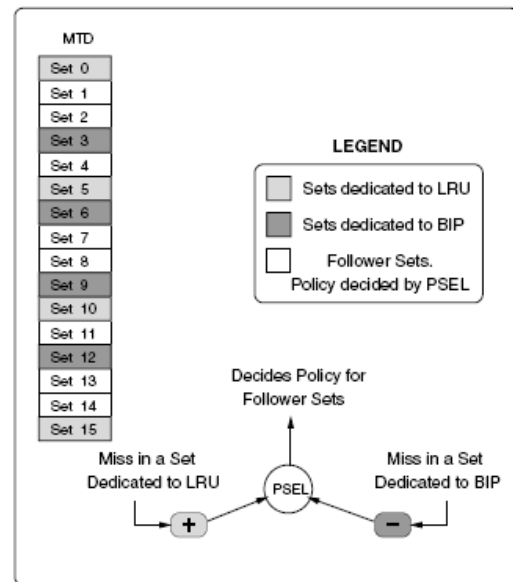 MTD
Set 0
Set 1
Set 2
Set 3
Set 4
Set 5
Set 6
Set 7
Set 8
Set 9
Set 10
Set 11
Set 12
Set 13
Set 14
Set 15
LEGEND
Sets dedicated to LRU
Sets dedicated to BIP
Follower Sets.
Policy decided by PSEL
Decides Policy for
Follower Sets
Miss in a Set
Dedicated to LRU
PSEL
Miss in a Set
Dedicated to BIP
+
−